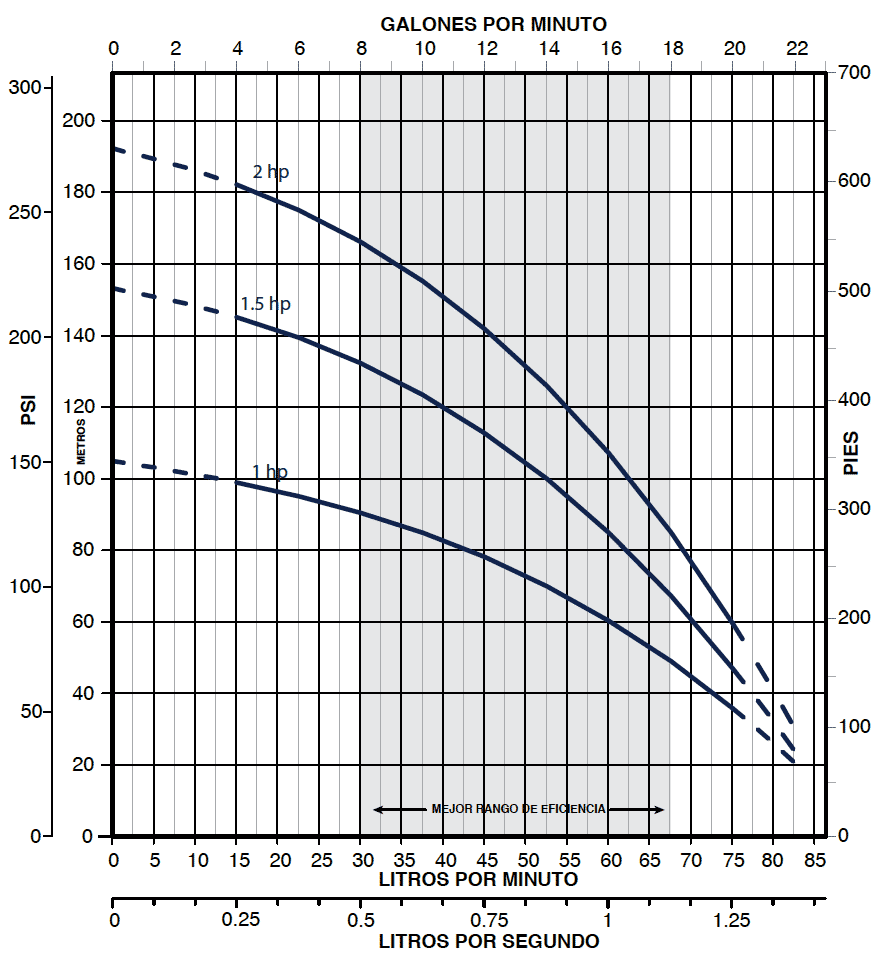 GALONES POR MINUTO
0 2 4 6 8 10 12 14 16 18 20 22
300
250
200
150
100
50
0
PSI
200
180
160
140
120
100
80
60
40
20
0
METROS
2 hp
1.5 hp
1 hp
MEJOR RANGO DE EFICIENCIA
700
600
500
400
300
200
100
0
PIES
0 5 10 15 20 25 30 35 40 45 50 55 60 65 70 75 80 85
LITROS POR MINUTO
0 0.25 0.5 0.75 1 1.25
LITROS POR SEGUNDO